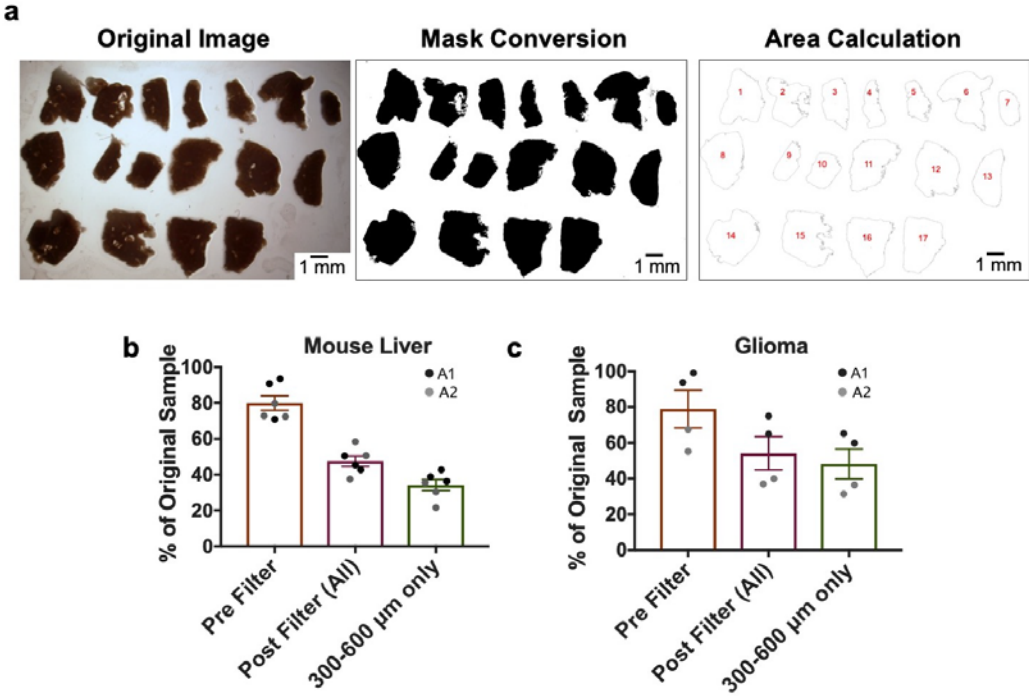 a
Original Image
Mask Conversion
Area Calculation
1 2 3 4 5 6 7
8 9 10 11 12 13
14 15 16 17
1 mm
1 mm
1 mm
b
Mouse Liver
% of Original Sample
100
80
60
40
20
0
A1
A2
Pre Filter
Post Filter (All)
300-600 µm only
c
Glioma
% of Original Sample
100
80
60
40
20
0
A1
A2
Pre Filter
Post Filter (All)
300-600 µm only